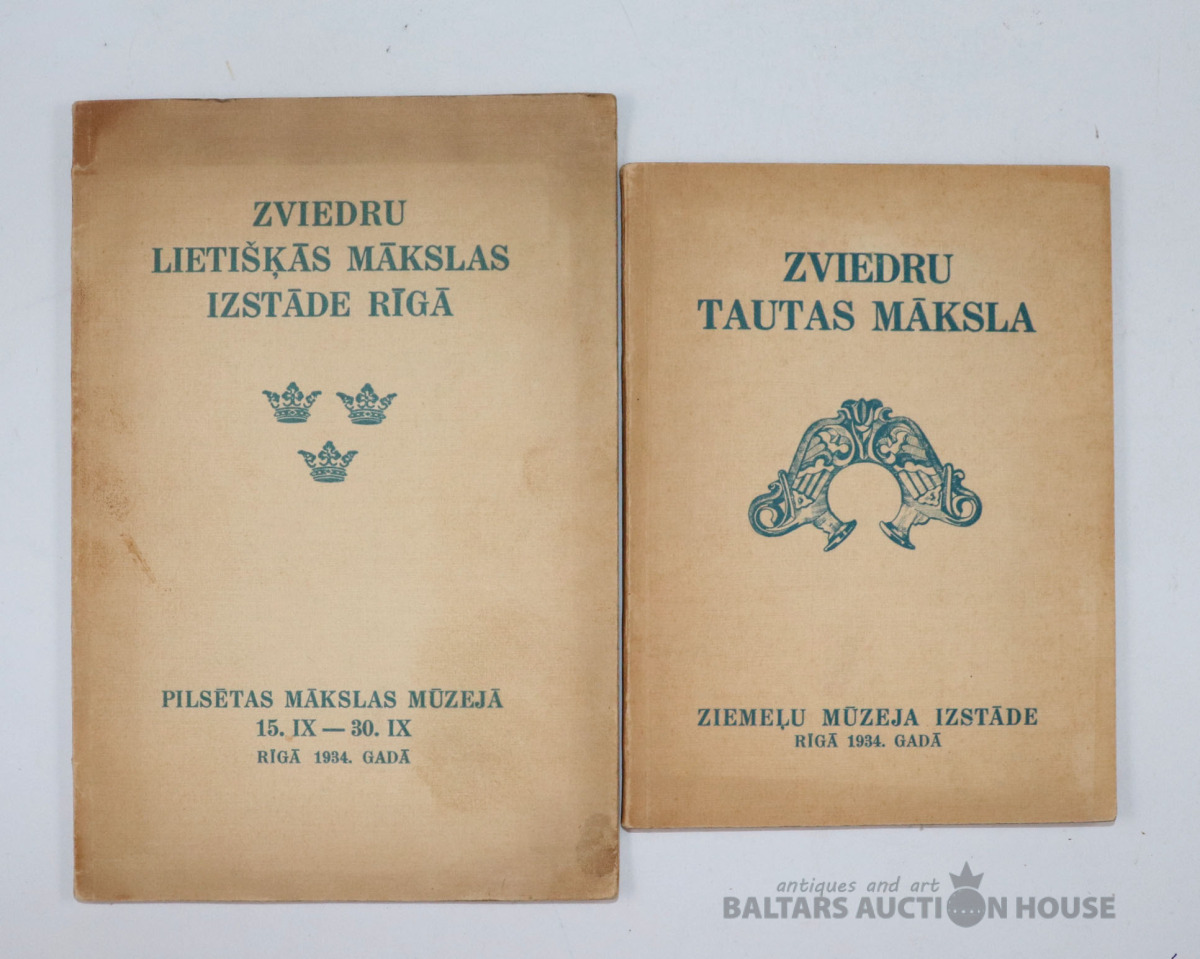 ZVIEDRU
LIETIŠĶĀS MĀKSLAS
IZSTĀDE RĪGĀ
PILSĒTAS MĀKSLAS MŪZEJĀ
15. IX — 30. IX
RĪGĀ 1934. GADĀ
ZVIEDRU
TAUTAS MĀKSLA
ZIEMEĻU MŪZEJA IZSTĀDE
RĪGĀ 1934. GADĀ
antiques and art
BALTARS AUCTION HOUSE